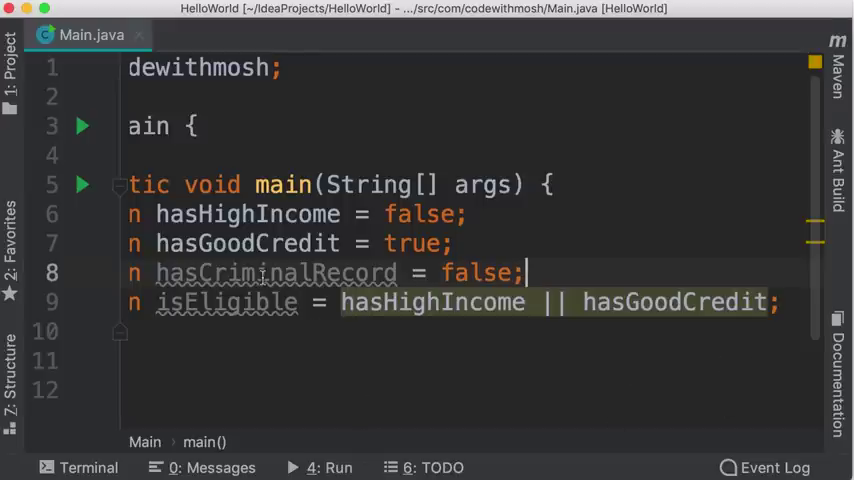 HelloWorld [~/IdeaProjects/HelloWorld] - .../src/com/codewithmosh/Main.java [HelloWorld]
Main.java
1: Project
2: Favorites
7: Structure
1 dewithmosh;
2
3 ain {
4
5 tic void main(String[] args) {
6 n hasHighIncome = false;
7 n hasGoodCredit = true;
8 n hasCriminalRecord = false;
9 n isEligible = hasHighIncome || hasGoodCredit;
10
11
12
m
Maven
Ant Build
Documentation
Main > main()
Terminal 0: Messages 4: Run 6: TODO Event Log